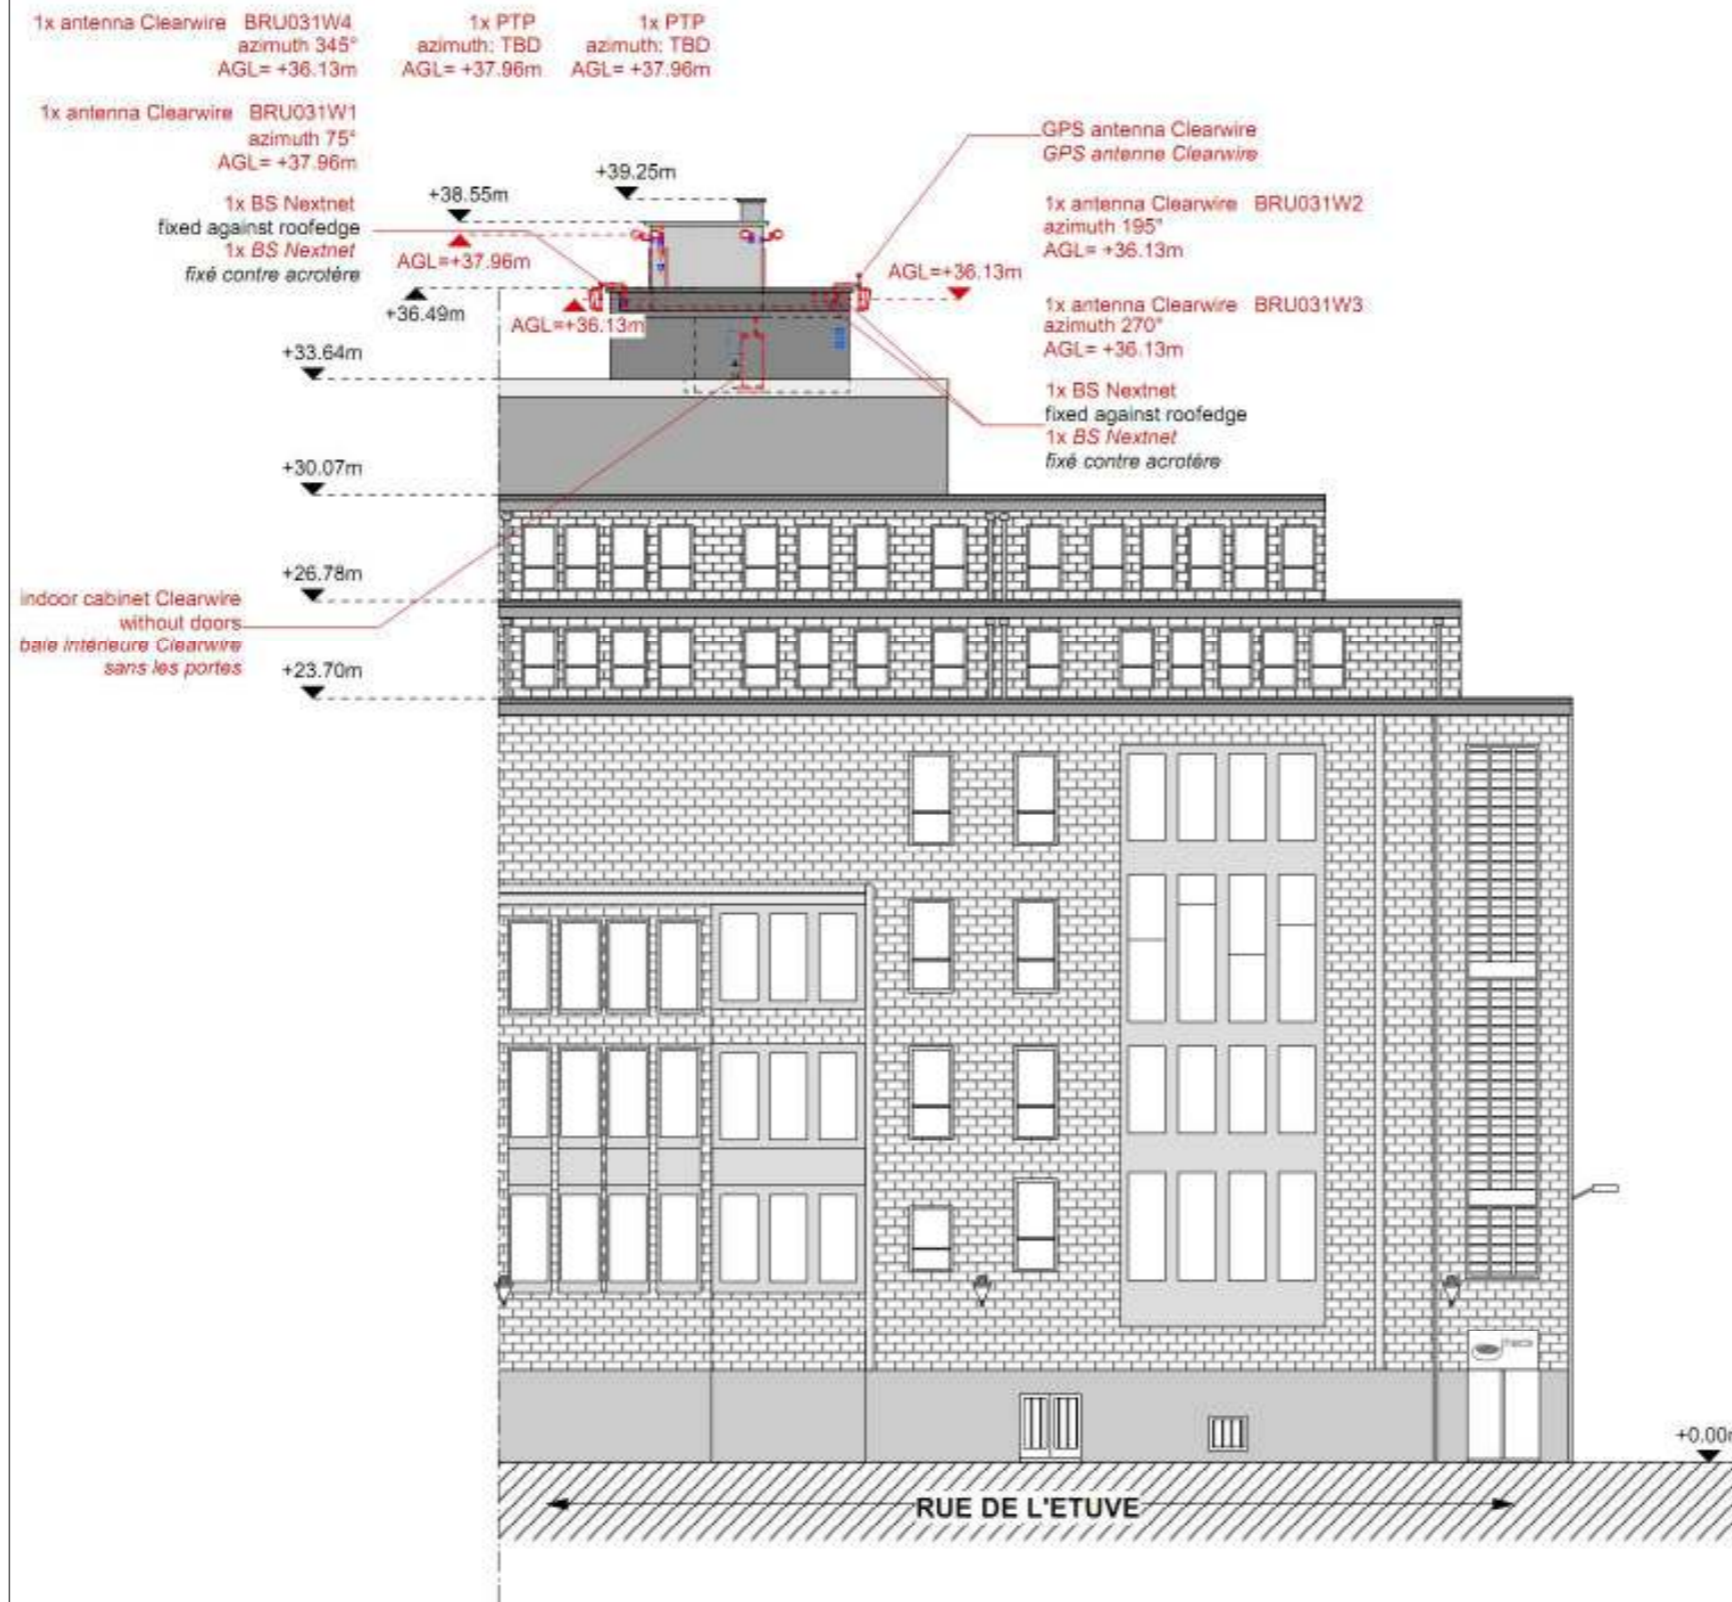 1x antenna Clearwire BRU031W4
azimuth 345°
AGL= +36.13m
1x PTP
azimuth: TBD
AGL= +37.96m
1x PTP
azimuth: TBD
AGL= +37.96m
1x antenna Clearwire BRU031W1
azimuth 75°
AGL= +37.96m
GPS antenna Clearwire
GPS antenne Clearwire
+39.25m
+38.55m
1x BS Nextnet
fixed against roofedge
1x BS Nextnet
fixé contre acrotère
AGL=+37.96m
1x antenna Clearwire BRU031W2
azimuth 195°
AGL= +36.13m
AGL=+36.13m
+36.49m
AGL=+36.13m
1x antenna Clearwire BRU031W3
azimuth 270°
AGL= +36.13m
+33.64m
1x BS Nextnet
fixed against roofedge
1x BS Nextnet
fixé contre acrotère
+30.07m
+26.78m
indoor cabinet Clearwire
without doors
baie intérieure Clearwire
sans les portes
+23.70m
+0.00m
RUE DE L'ETUVE